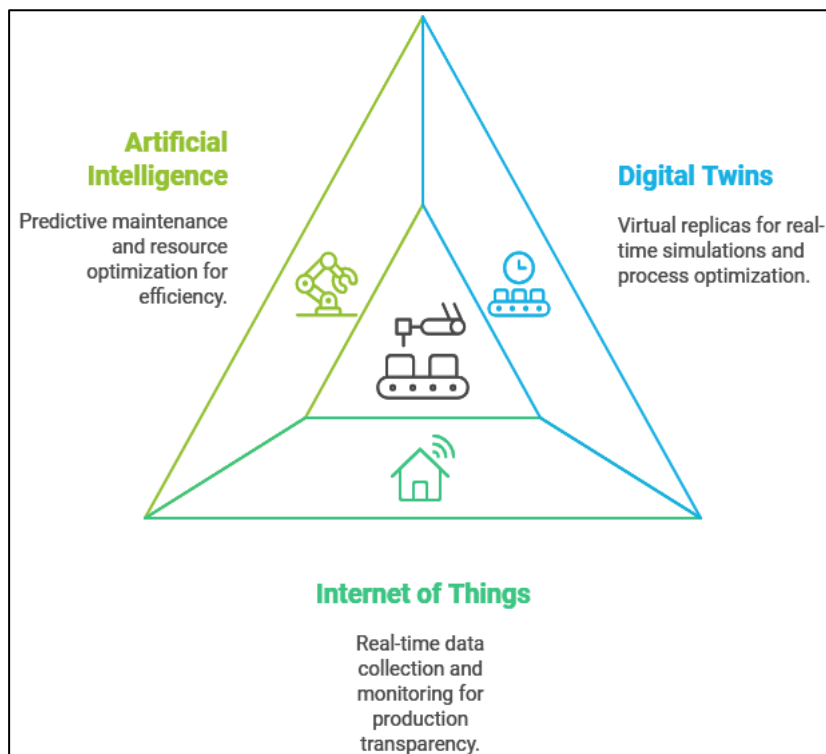 Artificial
Intelligence
Predictive maintenance
and resource
optimization for
efficiency.
Digital Twins
Virtual replicas for real-
time simulations and
process optimization.
Internet of Things
Real-time data
collection and
monitoring for
production
transparency.